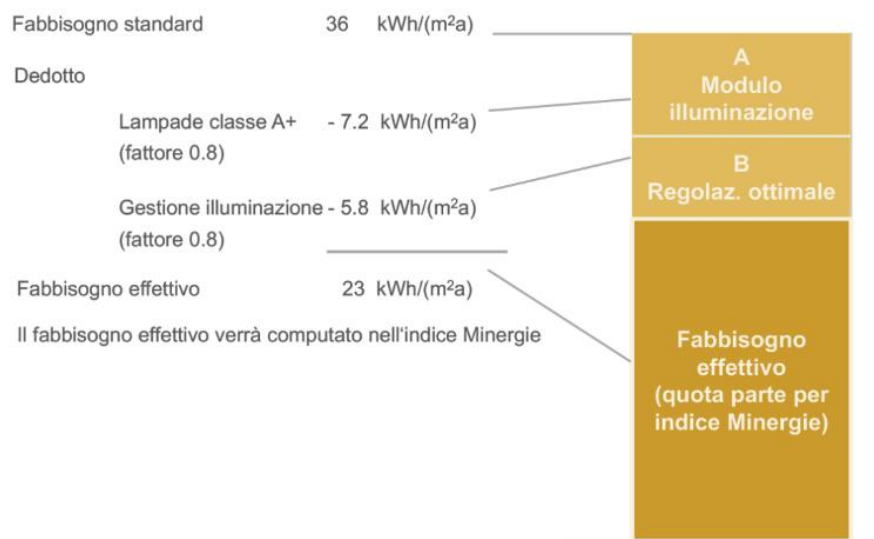 Fabbisogno standard 36 kWh/(m²a)
Dedotto
Lampade classe A+ - 7.2 kWh/(m²a)
(fattore 0.8)
Gestione illuminazione - 5.8 kWh/(m²a)
(fattore 0.8)
Fabbisogno effettivo 23 kWh/(m²a)
Il fabbisogno effettivo verrà computato nell'indice Minergie
A
Modulo
illuminazione
B
Regolaz. ottimale
Fabbisogno
effettivo
(quota parte per
indice Minergie)